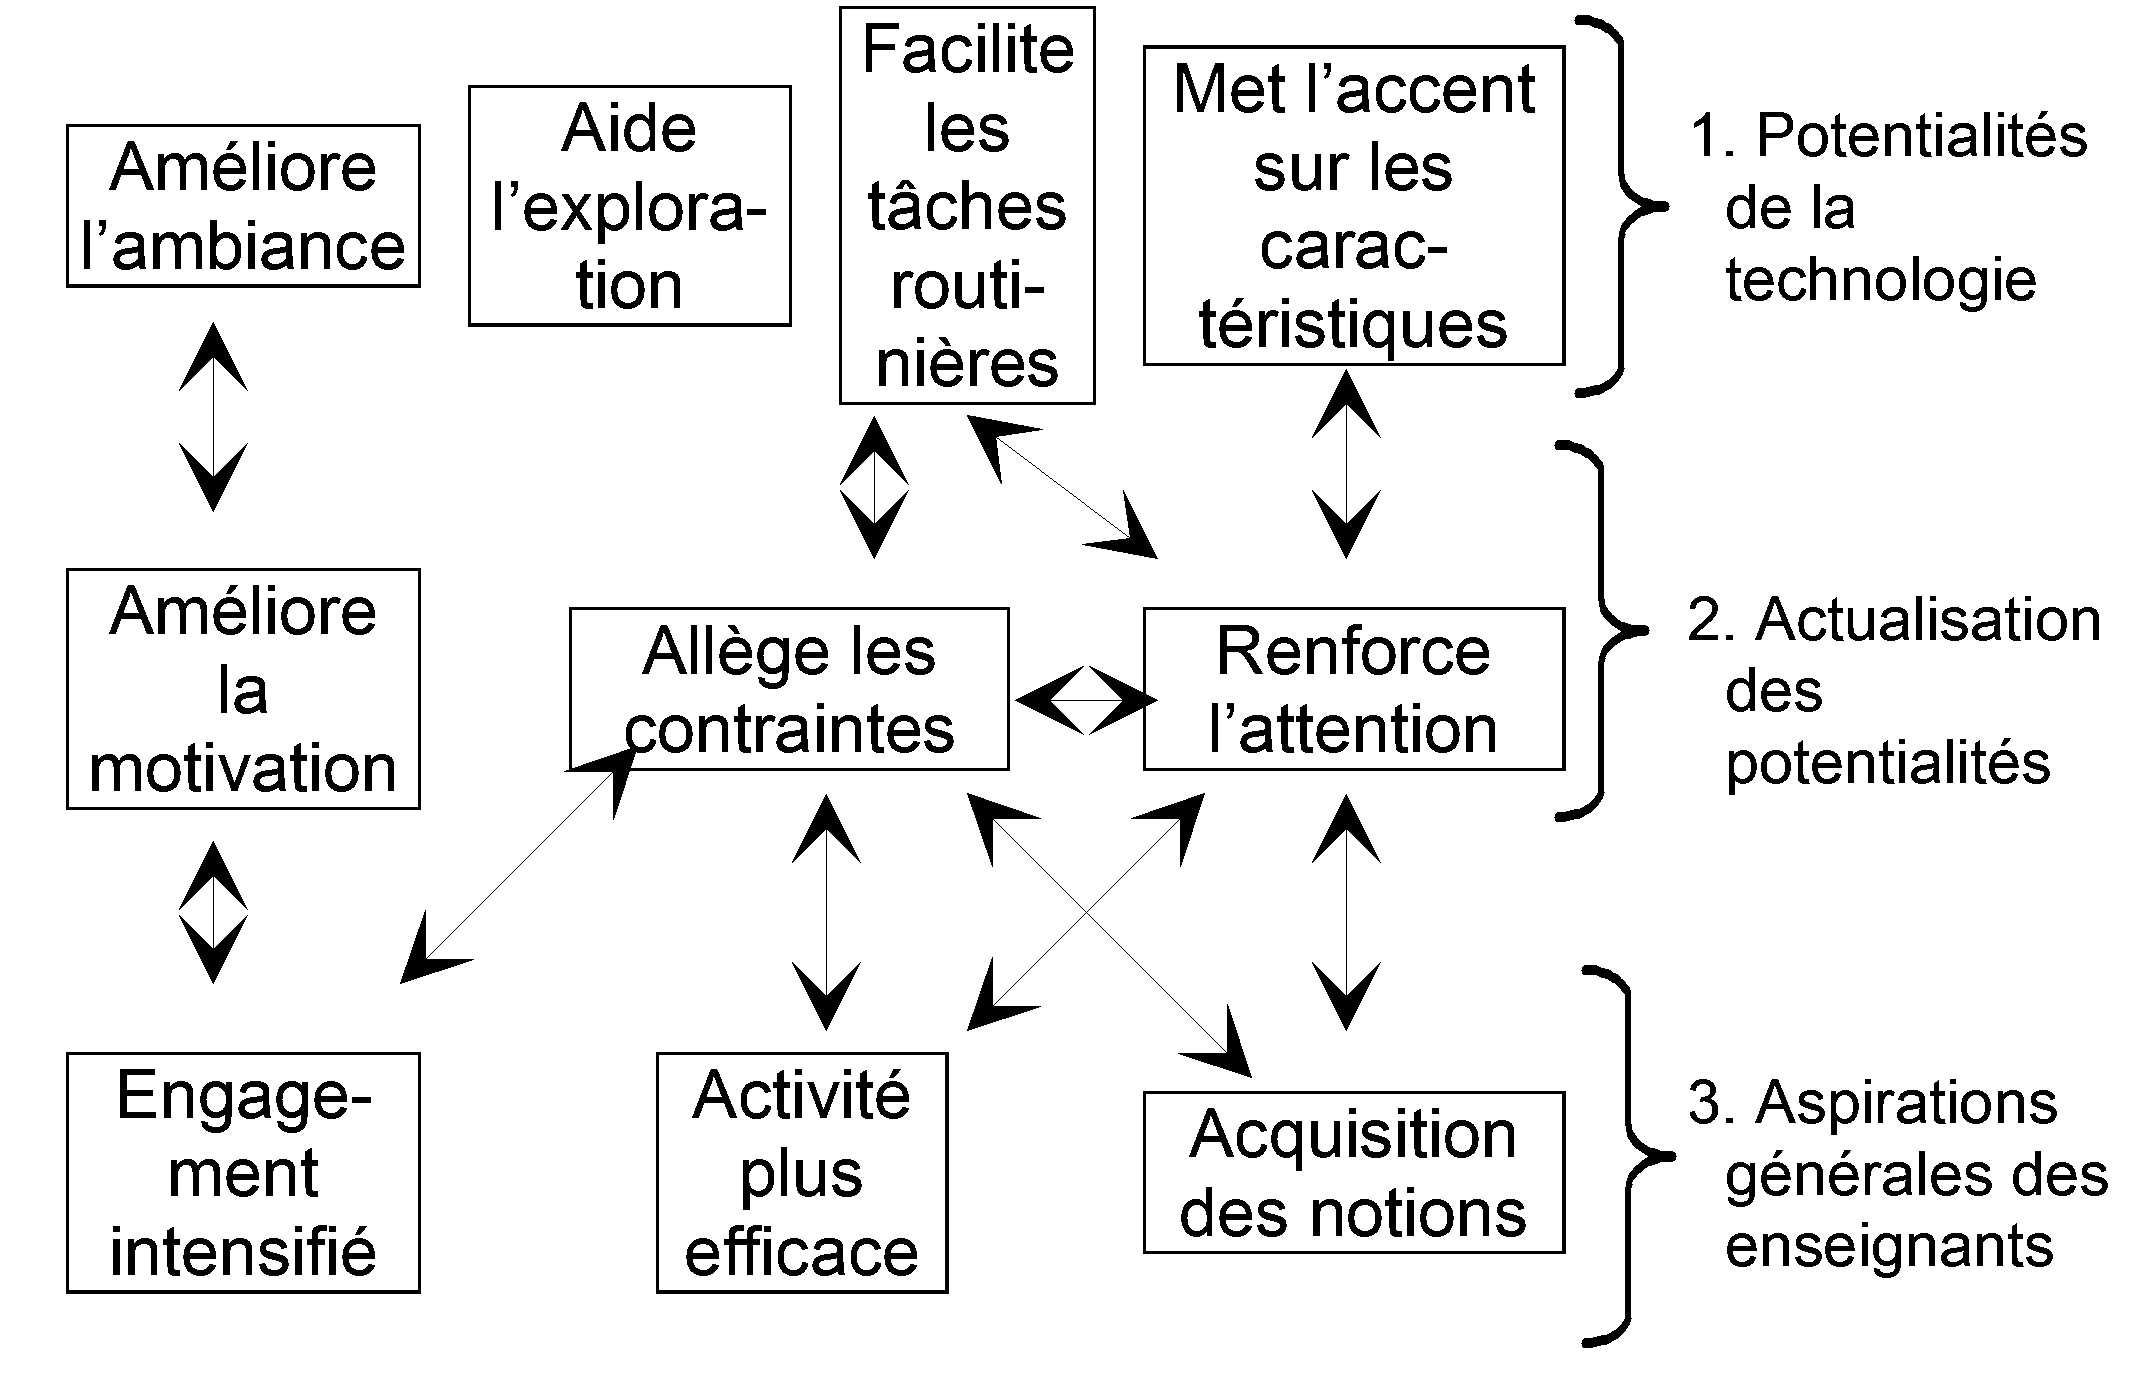 Améliore
l’ambiance
Aide
l’explora-
tion
Facilite
les
tâches
routi-
nières
Met l’accent
sur les
carac-
téristiques
1. Potentialités
de la
technologie
Améliore
la
motivation
Allège les
contraintes
Renforce
l’attention
2. Actualisation
des
potentialités
Engage-
ment
intensifié
Activité
plus
efficace
Acquisition
des notions
3. Aspirations
générales des
enseignants